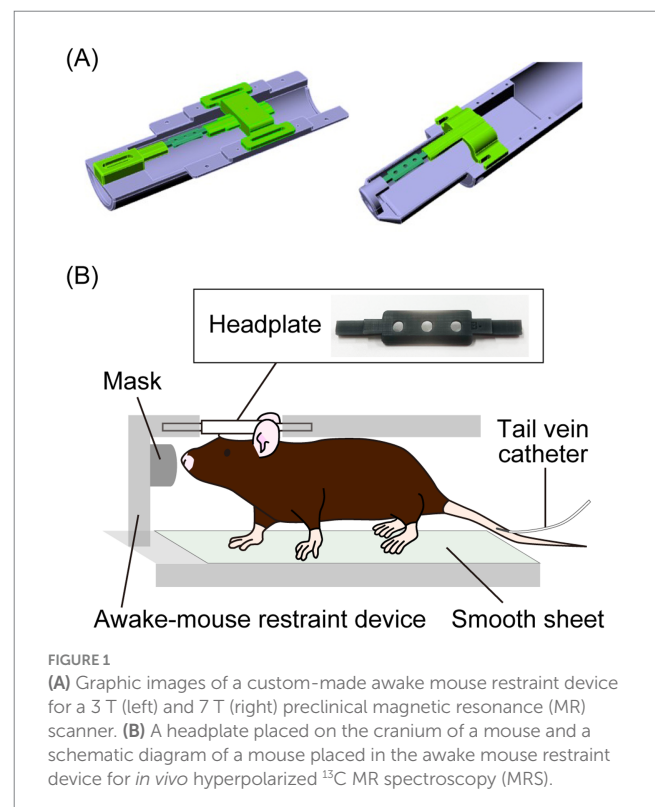 (A)
(B)
Headplate
Mask
Tail vein
catheter
Awake-mouse restraint device
Smooth sheet
FIGURE 1
(A) Graphic images of a custom-made awake mouse restraint device
for a 3 T (left) and 7 T (right) preclinical magnetic resonance (MR)
scanner. (B) A headplate placed on the cranium of a mouse and a
schematic diagram of a mouse placed in the awake mouse restraint
device for in vivo hyperpolarized ¹³C MR spectroscopy (MRS).